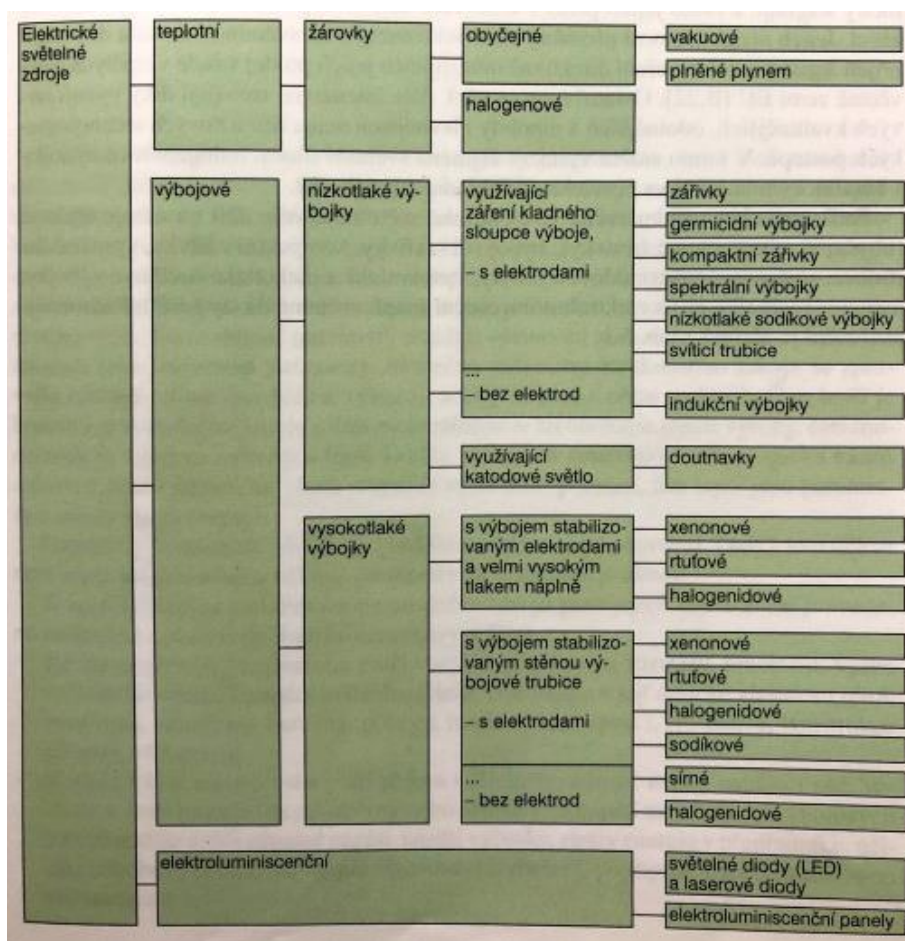 Elektrické
světelné
zdroje
teplotní
žárovky
obyčejné
vakuové
plněné plynem
halogenové
výbojové
nízkotlaké vý-
bojky
využívající
záření kladného
sloupce výboje,
– s elektrodami
zářivky
germicidní výbojky
kompaktní zářivky
spektrální výbojky
nízkotlaké sodíkové výbojky
svíticí trubice
...
– bez elektrod
indukční výbojky
využívající
katodové světlo
doutnavky
vysokotlaké
výbojky
s výbojem stabilizo-
vaným elektrodami
a velmi vysokým
tlakem náplně
xenonové
rtuťové
halogenidové
s výbojem stabilizo-
vaným stěnou vý-
bojové trubice
– s elektrodami
xenonové
rtuťové
halogenidové
sodíkové
...
– bez elektrod
sírné
halogenidové
elektroluminiscenční
světelné diody (LED)
a laserové diody
elektroluminiscenční panely